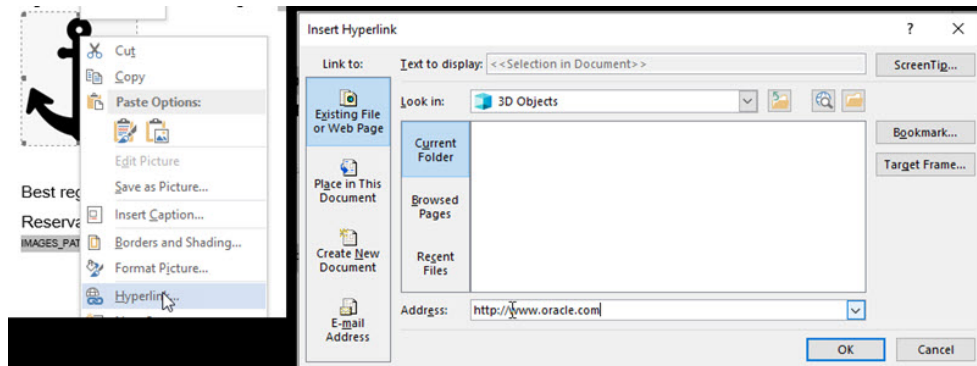 Cut
Copy
Paste Options:
Edit Picture
Save as Picture...
Insert Caption...
Borders and Shading...
Format Picture...
Hyperlink...
Best reg
Reserva
IMAGES_PAT
Insert Hyperlink
? ×
Link to:
Text to display: <<Selection in Document>>
ScreenTip...
Existing File
or Web Page
Look in: 3D Objects
Bookmark...
Target Frame...
Place in This
Document
Create New
Document
E-mail
Address
Current
Folder
Browsed
Pages
Recent
Files
Address: http://www.oracle.com
OK Cancel